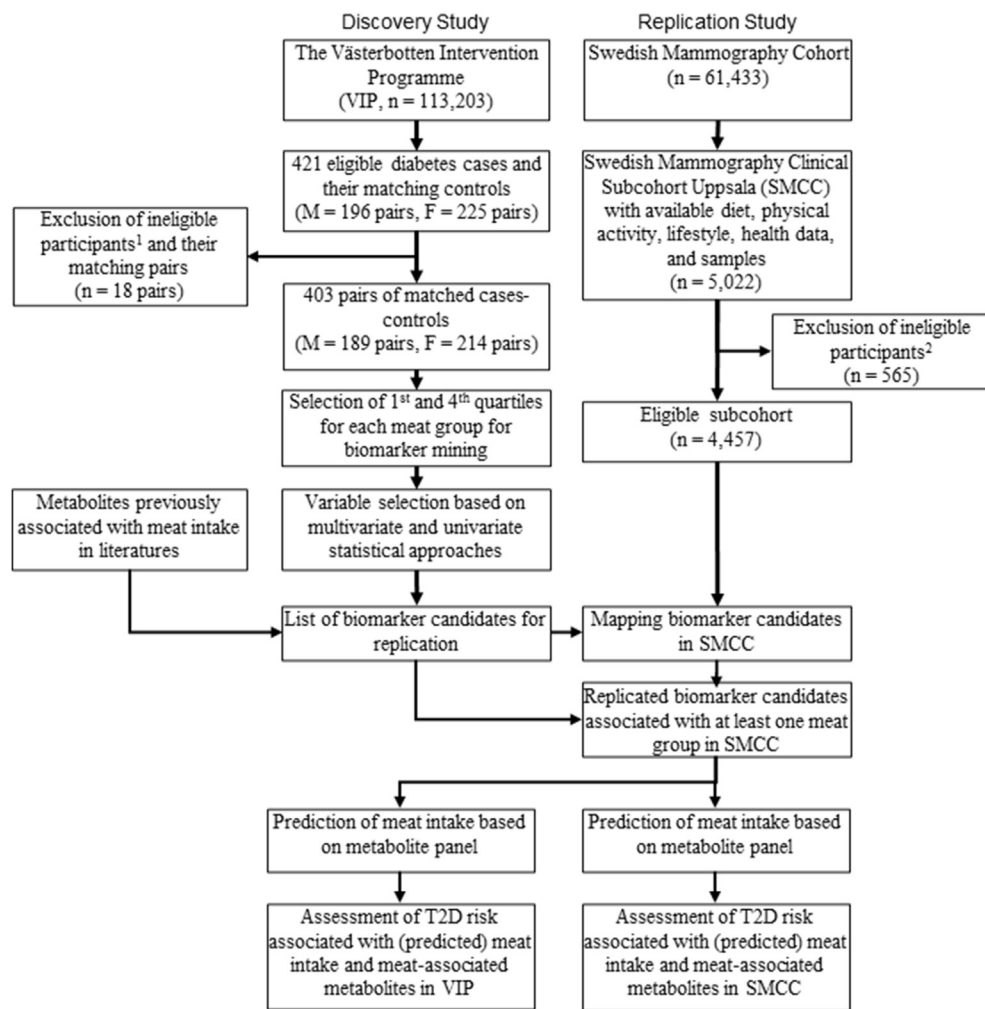 Discovery Study
Replication Study
The Västerbotten Intervention
Programme
(VIP, n = 113,203)
Swedish Mammography Cohort
(n = 61,433)
421 eligible diabetes cases and
their matching controls
(M = 196 pairs, F = 225 pairs)
Swedish Mammography Clinical
Subcohort Uppsala (SMCC)
with available diet, physical
activity, lifestyle, health data,
and samples
(n = 5,022)
Exclusion of ineligible
participants¹ and their
matching pairs
(n = 18 pairs)
403 pairs of matched cases-
controls
(M = 189 pairs, F = 214 pairs)
Exclusion of ineligible
participants²
(n = 565)
Selection of 1st and 4th quartiles
for each meat group for
biomarker mining
Eligible subcohort
(n = 4,457)
Metabolites previously
associated with meat intake
in literatures
Variable selection based on
multivariate and univariate
statistical approaches
List of biomarker candidates for
replication
Mapping biomarker candidates
in SMCC
Replicated biomarker candidates
associated with at least one meat
group in SMCC
Prediction of meat intake based
on metabolite panel
Prediction of meat intake based
on metabolite panel
Assessment of T2D risk
associated with (predicted) meat
intake and meat-associated
metabolites in VIP
Assessment of T2D risk
associated with (predicted) meat
intake and meat-associated
metabolites in SMCC